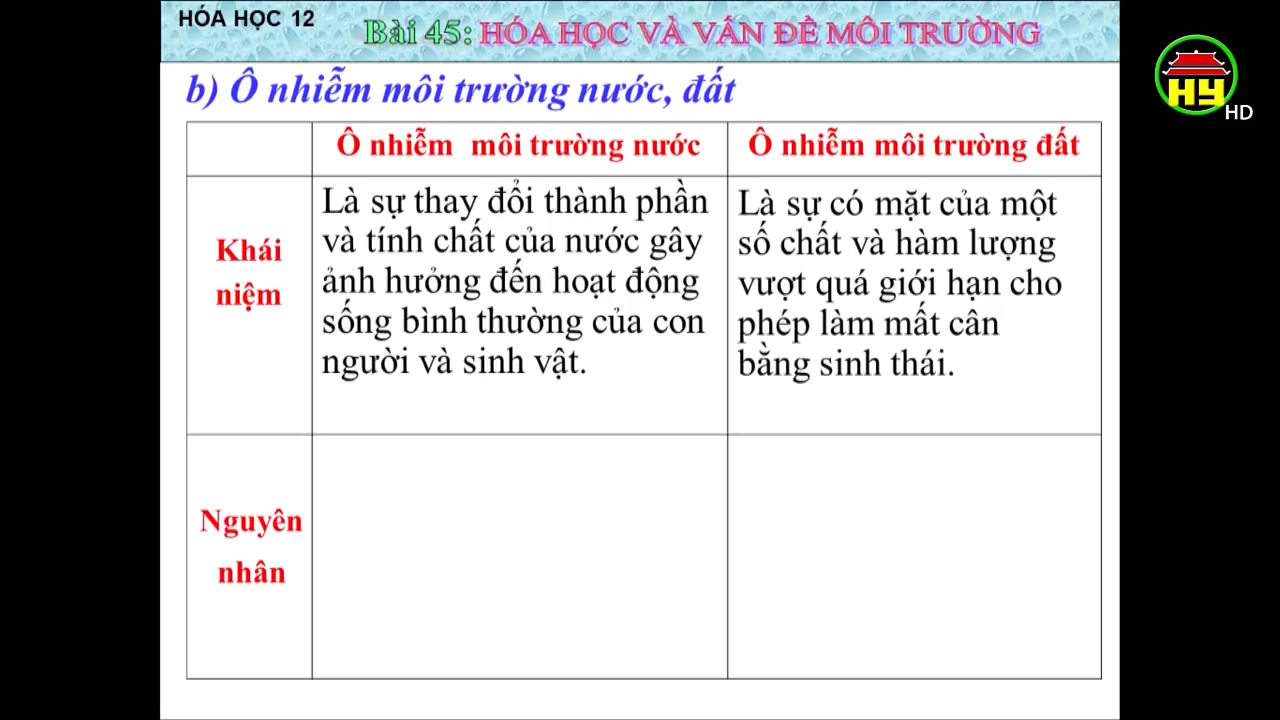 HÓA HỌC 12
Bài 45: HÓA HỌC VÀ VẤN ĐỀ MÔI TRƯỜNG
HY
HD
b) Ô nhiễm môi trường nước, đất
Ô nhiễm môi trường nước
Ô nhiễm môi trường đất
Khái
niệm
Là sự thay đổi thành phần
và tính chất của nước gây
ảnh hưởng đến hoạt động
sống bình thường của con
người và sinh vật.
Là sự có mặt của một
số chất và hàm lượng
vượt quá giới hạn cho
phép làm mất cân
bằng sinh thái.
Nguyên
nhân